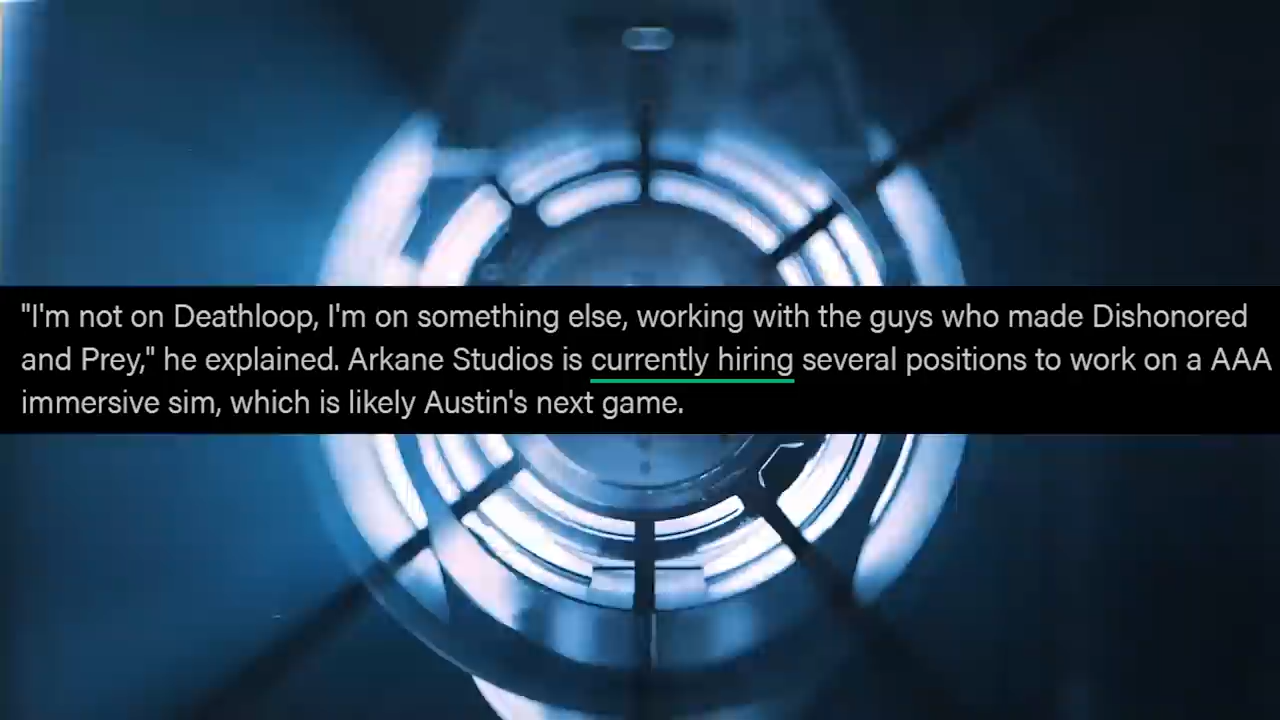 "I'm not on Deathloop, I'm on something else, working with the guys who made Dishonored
and Prey," he explained. Arkane Studios is currently hiring several positions to work on a AAA
immersive sim, which is likely Austin's next game.